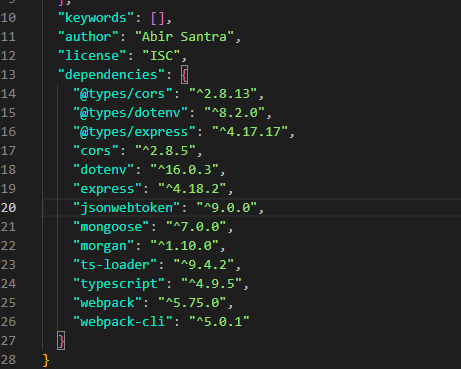 9 ],
10 "keywords": [],
11 "author": "Abir Santra",
12 "license": "ISC",
13 "dependencies": {
14 "@types/cors": "^2.8.13",
15 "@types/dotenv": "^8.2.0",
16 "@types/express": "^4.17.17",
17 "cors": "^2.8.5",
18 "dotenv": "^16.0.3",
19 "express": "^4.18.2",
20 "jsonwebtoken": "^9.0.0",
21 "mongoose": "^7.0.0",
22 "morgan": "^1.10.0",
23 "ts-loader": "^9.4.2",
24 "typescript": "^4.9.5",
25 "webpack": "^5.75.0",
26 "webpack-cli": "^5.0.1"
27 }
28 }